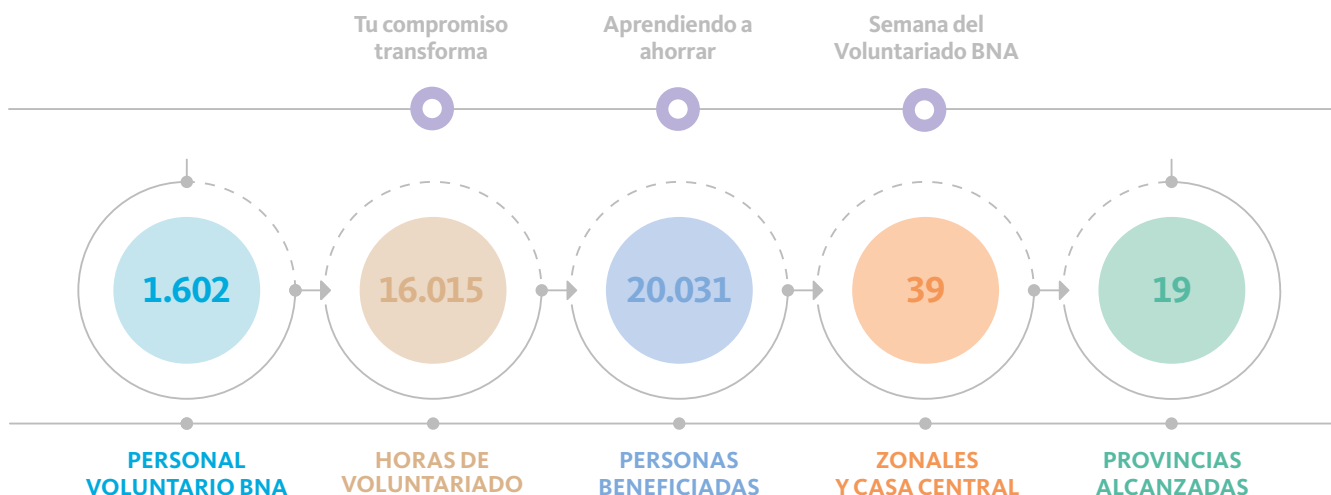 Tu compromiso
transforma
Aprendiendo a
ahorrar
Semana del
Voluntariado BNA
1.602
16.015
20.031
39
19
PERSONAL
VOLUNTARIO BNA
HORAS DE
VOLUNTARIADO
PERSONAS
BENEFICIADAS
ZONALES
Y CASA CENTRAL
PROVINCIAS
ALCANZADAS